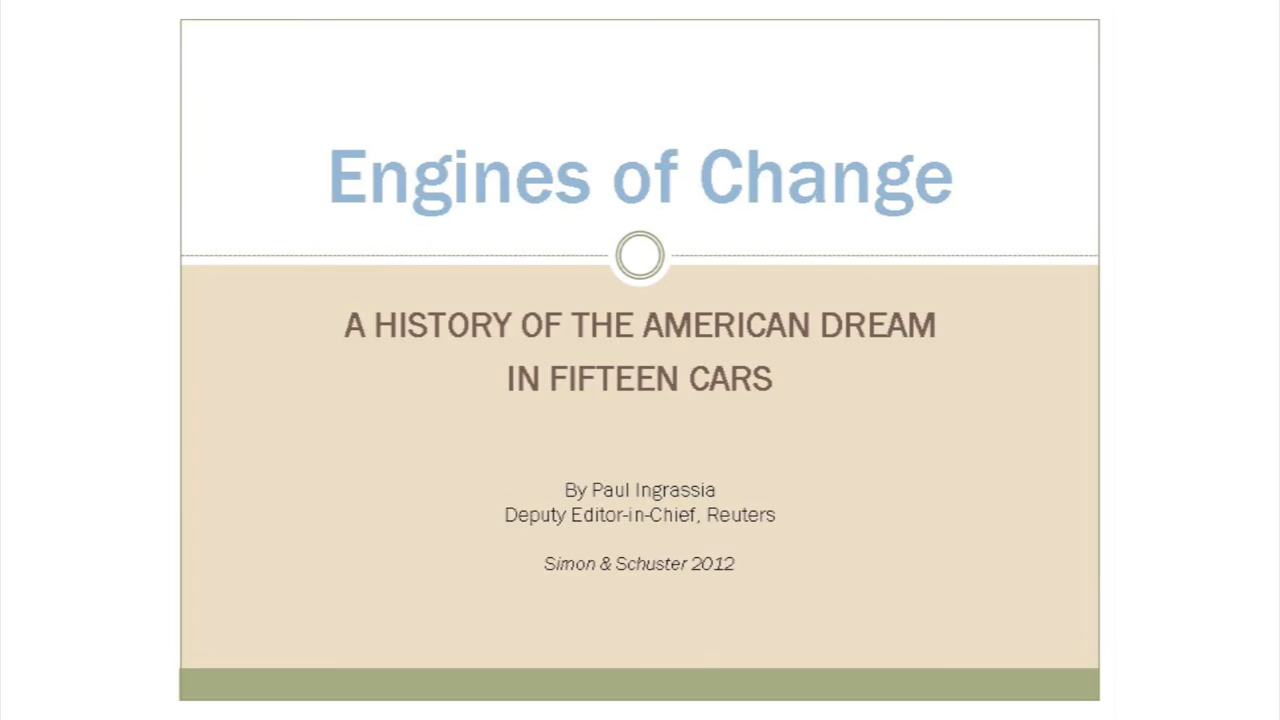 Engines of Change
A HISTORY OF THE AMERICAN DREAM
IN FIFTEEN CARS
By Paul Ingrassia
Deputy Editor-in-Chief, Reuters
Simon & Schuster 2012